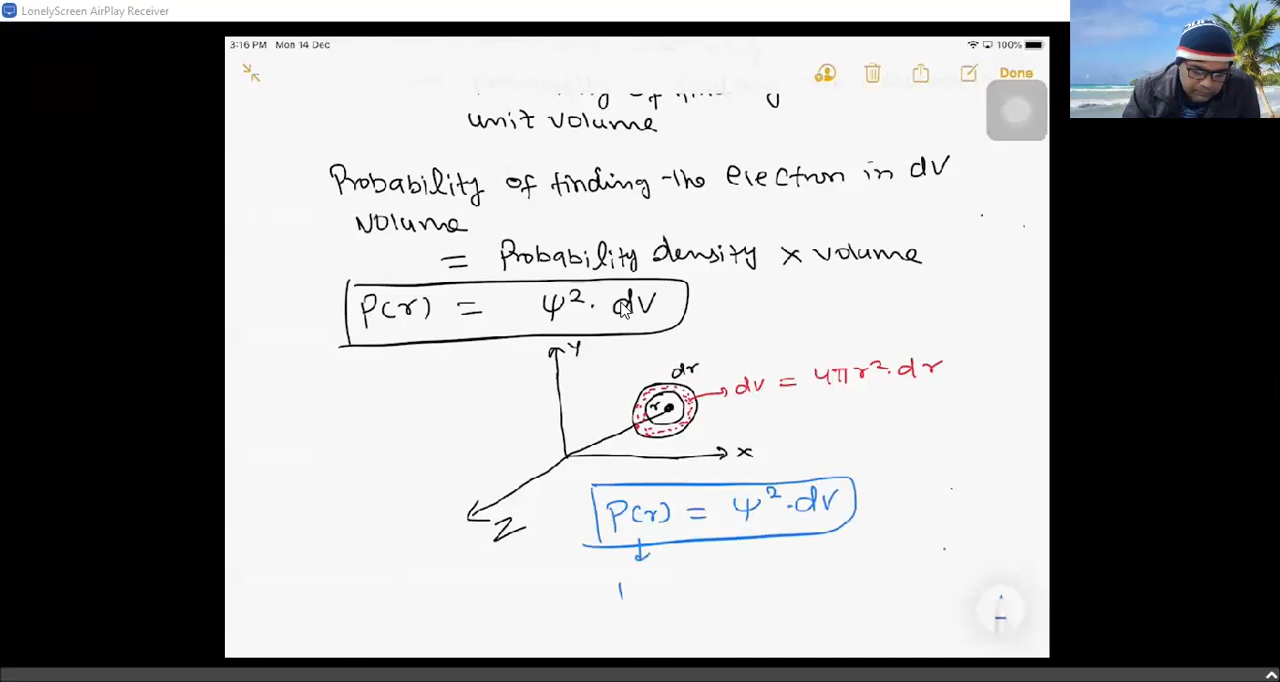 LonelyScreen AirPlay Receiver
3:16 PM Mon 14 Dec
100%
Done
unit volume
Probability of finding the electron in dV
volume
= Probability density x volume
P(r) = ψ². dV
Y
dr
r
dv = 4πr².dr
x
Z
P(r) = ψ².dV